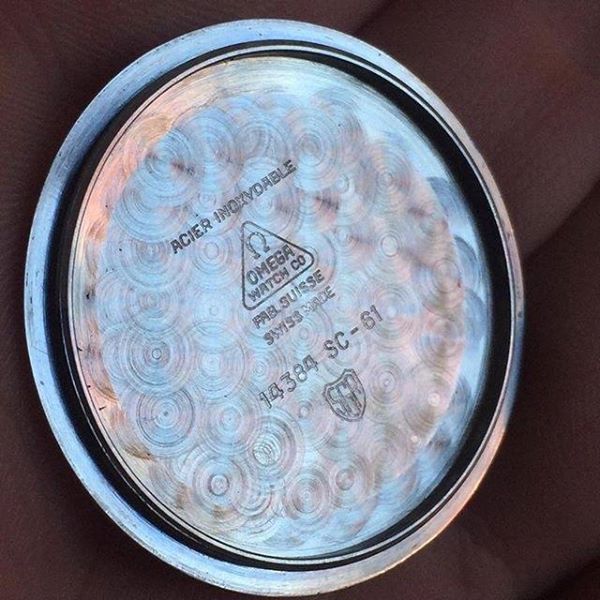 ACIER INOXYDABLE
Ω
OMEGA
WATCH CO
FAB. SUISSE
SWISS MADE
14384 SC-61